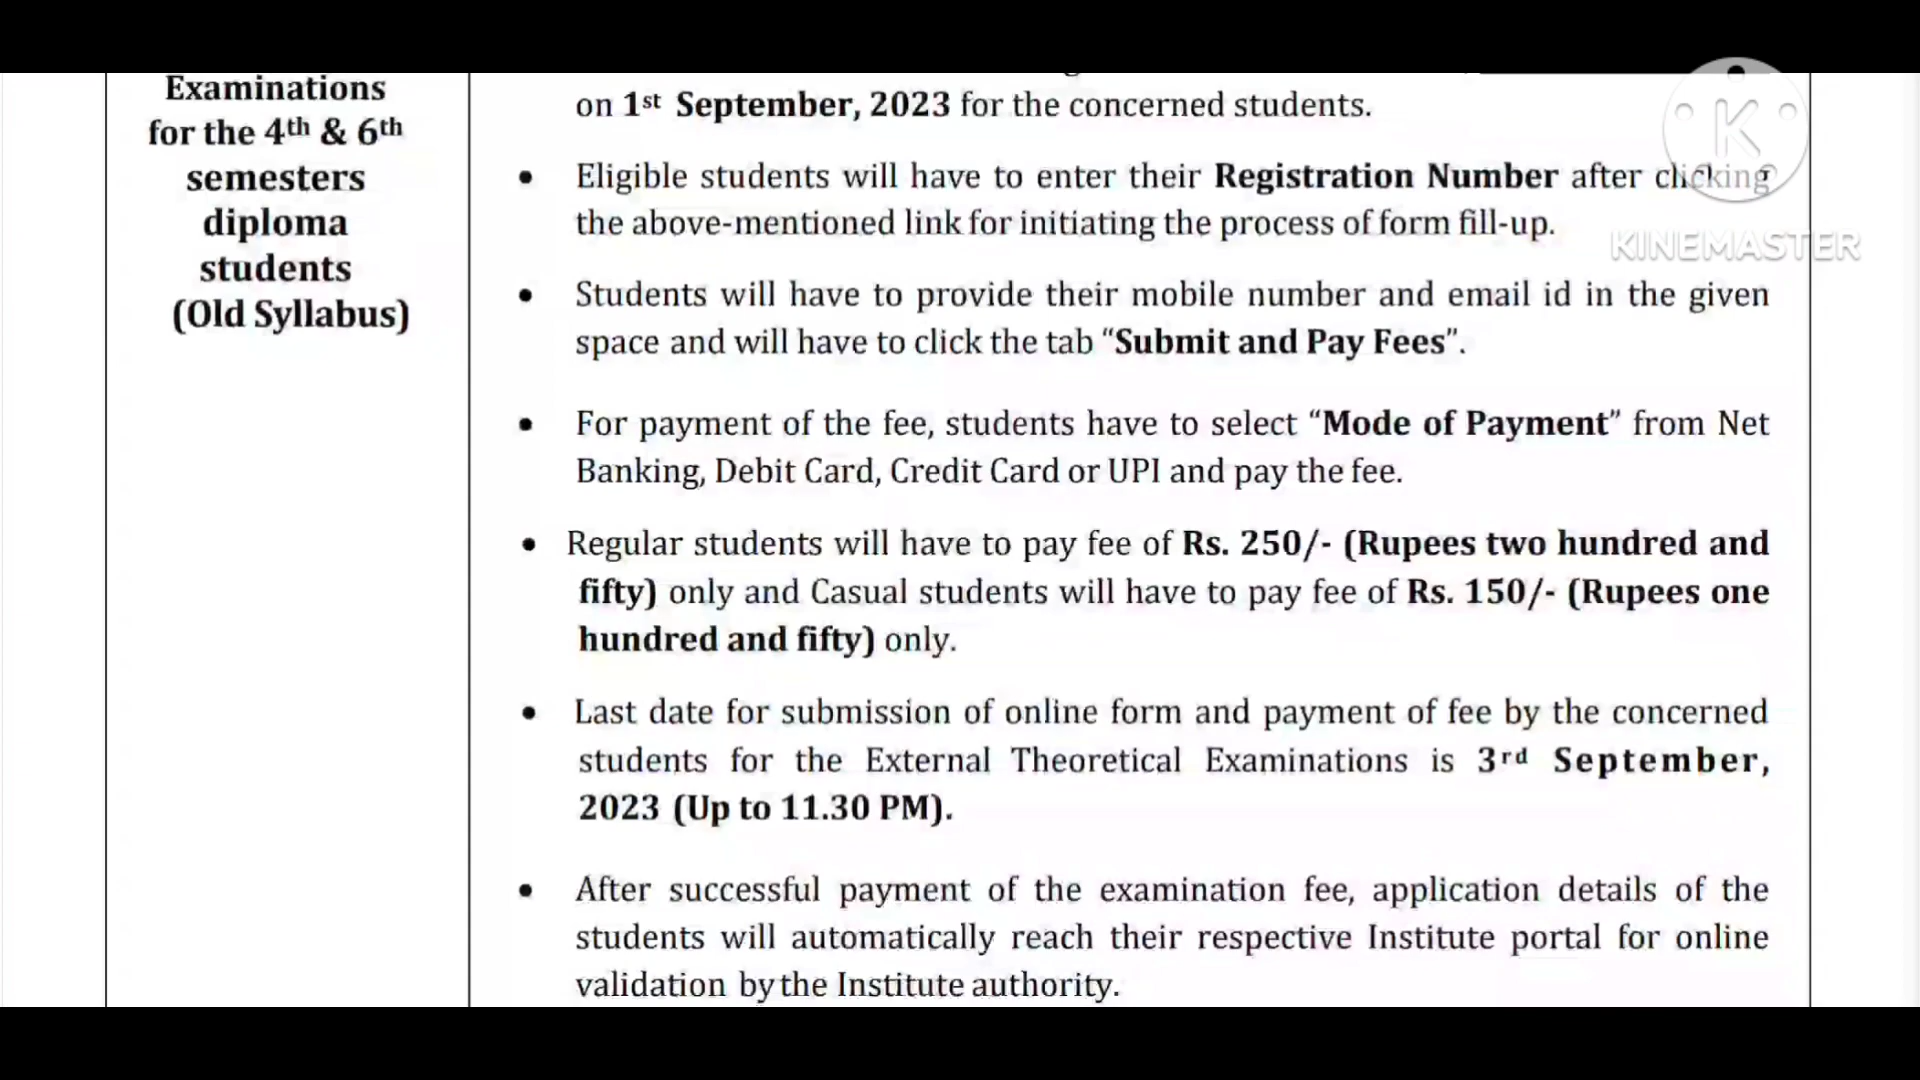 Examinations
for the 4th & 6th
semesters
diploma
students
(Old Syllabus)
on 1st September, 2023 for the concerned students.
• Eligible students will have to enter their Registration Number after clicking
the above-mentioned link for initiating the process of form fill-up.
• Students will have to provide their mobile number and email id in the given
space and will have to click the tab “Submit and Pay Fees”.
• For payment of the fee, students have to select “Mode of Payment” from Net
Banking, Debit Card, Credit Card or UPI and pay the fee.
• Regular students will have to pay fee of Rs. 250/- (Rupees two hundred and
fifty) only and Casual students will have to pay fee of Rs. 150/- (Rupees one
hundred and fifty) only.
• Last date for submission of online form and payment of fee by the concerned
students for the External Theoretical Examinations is 3rd September,
2023 (Up to 11.30 PM).
• After successful payment of the examination fee, application details of the
students will automatically reach their respective Institute portal for online
validation by the Institute authority.
K
KINEMASTER